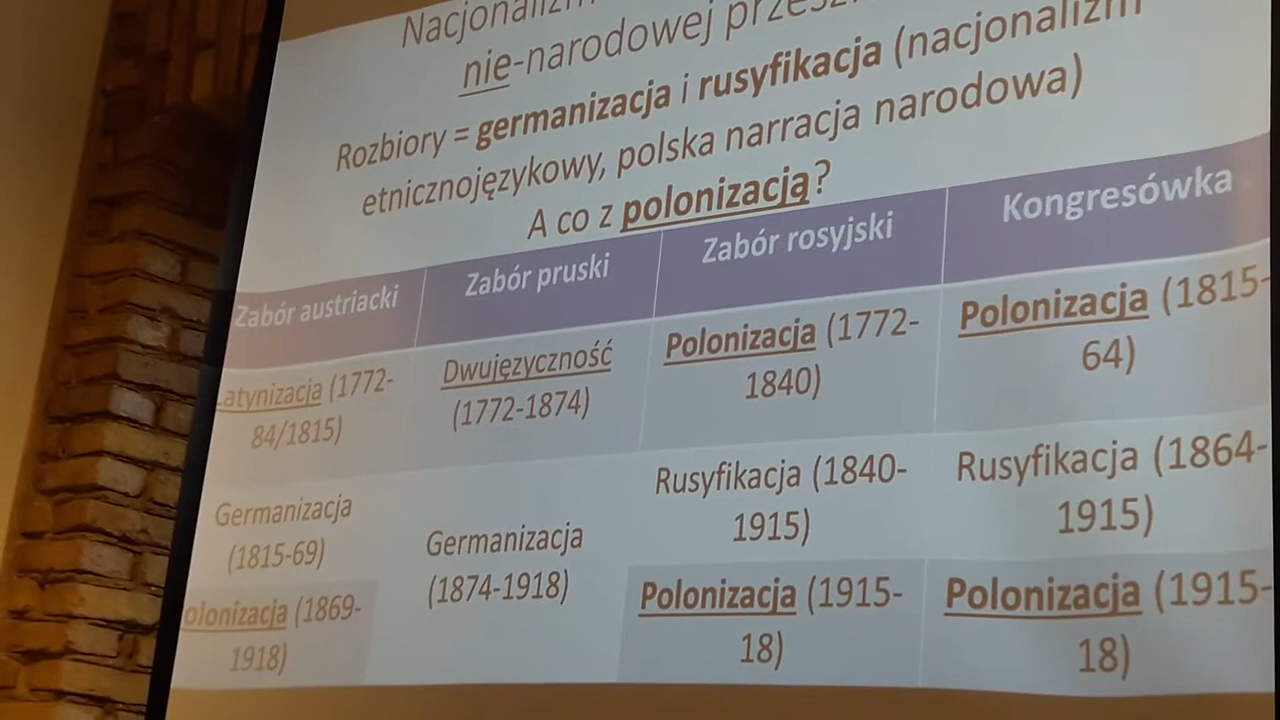 nie-narodowej
Rozbiory = germanizacja i rusyfikacja (nacjonalizm
etnicznojęzykowy, polska narracja narodowa)
A co z polonizacją?
Zabór austriacki
Zabór pruski
Zabór rosyjski
Kongresówka
atynizacja (1772-
84/1815)
Dwujęzyczność
(1772-1874)
Polonizacja (1772-
1840)
Polonizacja (1815-
64)
Germanizacja
(1815-69)
Germanizacja
(1874-1918)
Rusyfikacja (1840-
1915)
Rusyfikacja (1864-
1915)
olonizacja (1869-
1918)
Polonizacja (1915-
18)
Polonizacja (1915-
18)